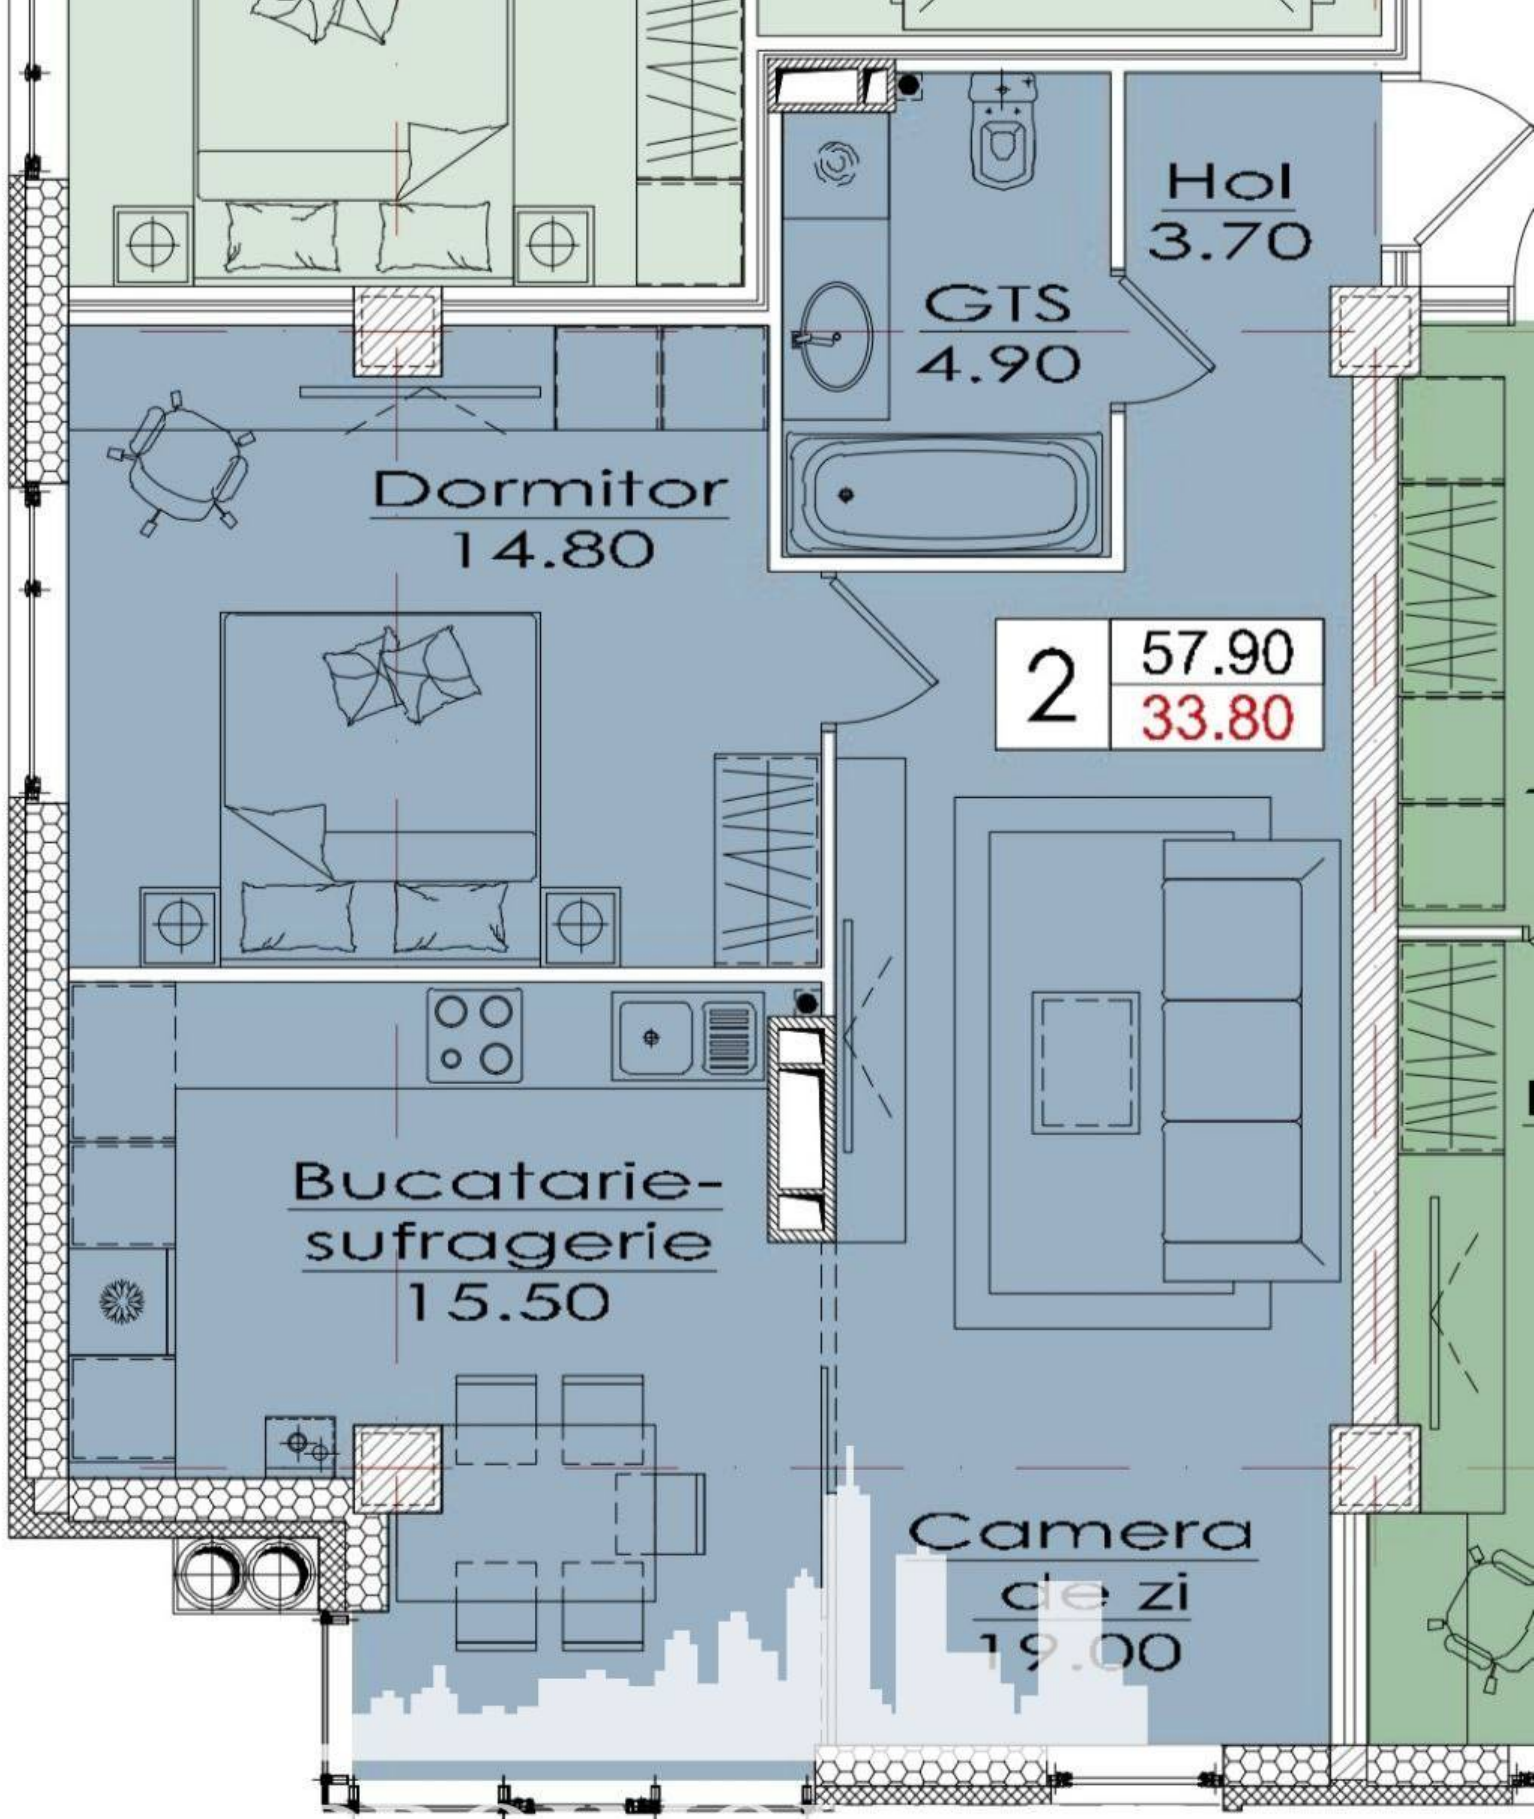 Hol
3.70
GTS
4.90
Dormitor
14.80
2
57.90
33.80
Bucatarie-
sufragerie
15.50
Camera
de zi
19.00